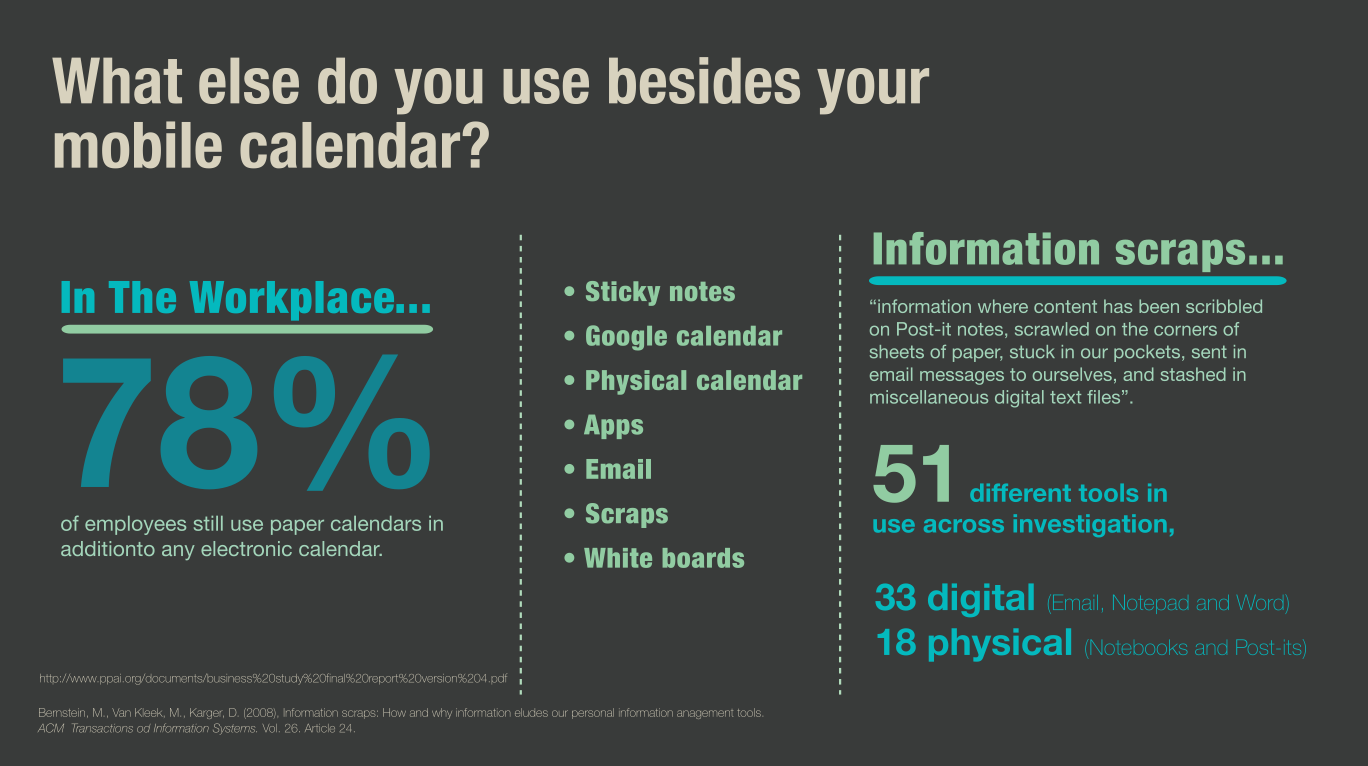 What else do you use besides your
mobile calendar?
In The Workplace...
78%
of employees still use paper calendars in
additionto any electronic calendar.
• Sticky notes
• Google calendar
• Physical calendar
• Apps
• Email
• Scraps
• White boards
Information scraps...
“information where content has been scribbled
on Post-it notes, scrawled on the corners of
sheets of paper, stuck in our pockets, sent in
email messages to ourselves, and stashed in
miscellaneous digital text files”.
51 different tools in
use across investigation,
33 digital (Email, Notepad and Word)
18 physical (Notebooks and Post-its)
http://www.ppai.org/documents/business%20study%20final%20report%20version%204.pdf
Bernstein, M., Van Kleek, M., Karger, D. (2008), Information scraps: How and why information eludes our personal information anagement tools.
ACM Transactions od Information Systems. Vol. 26. Article 24.